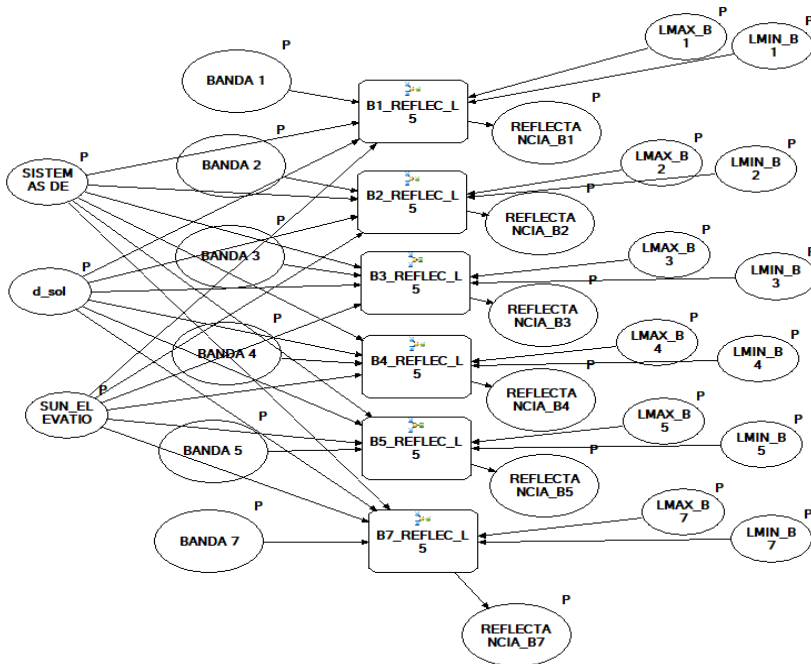 P
LMAX_B
1
P
LMIN_B
1
P
BANDA 1
B1_REFLEC_L
5
P
REFLECTA
NCIA_B1
P
SISTEM
AS DE
P
BANDA 2
B2_REFLEC_L
5
P
LMAX_B
2
P
LMIN_B
2
P
REFLECTA
NCIA_B2
P
d_sol
P
BANDA 3
B3_REFLEC_L
5
P
LMAX_B
3
P
LMIN_B
3
P
REFLECTA
NCIA_B3
P
BANDA 4
B4_REFLEC_L
5
P
LMAX_B
4
P
LMIN_B
4
P
REFLECTA
NCIA_B4
P
SUN_EL
EVATIO
P
BANDA 5
B5_REFLEC_L
5
P
LMAX_B
5
P
LMIN_B
5
P
REFLECTA
NCIA_B5
P
BANDA 7
B7_REFLEC_L
5
P
LMAX_B
7
P
LMIN_B
7
P
REFLECTA
NCIA_B7